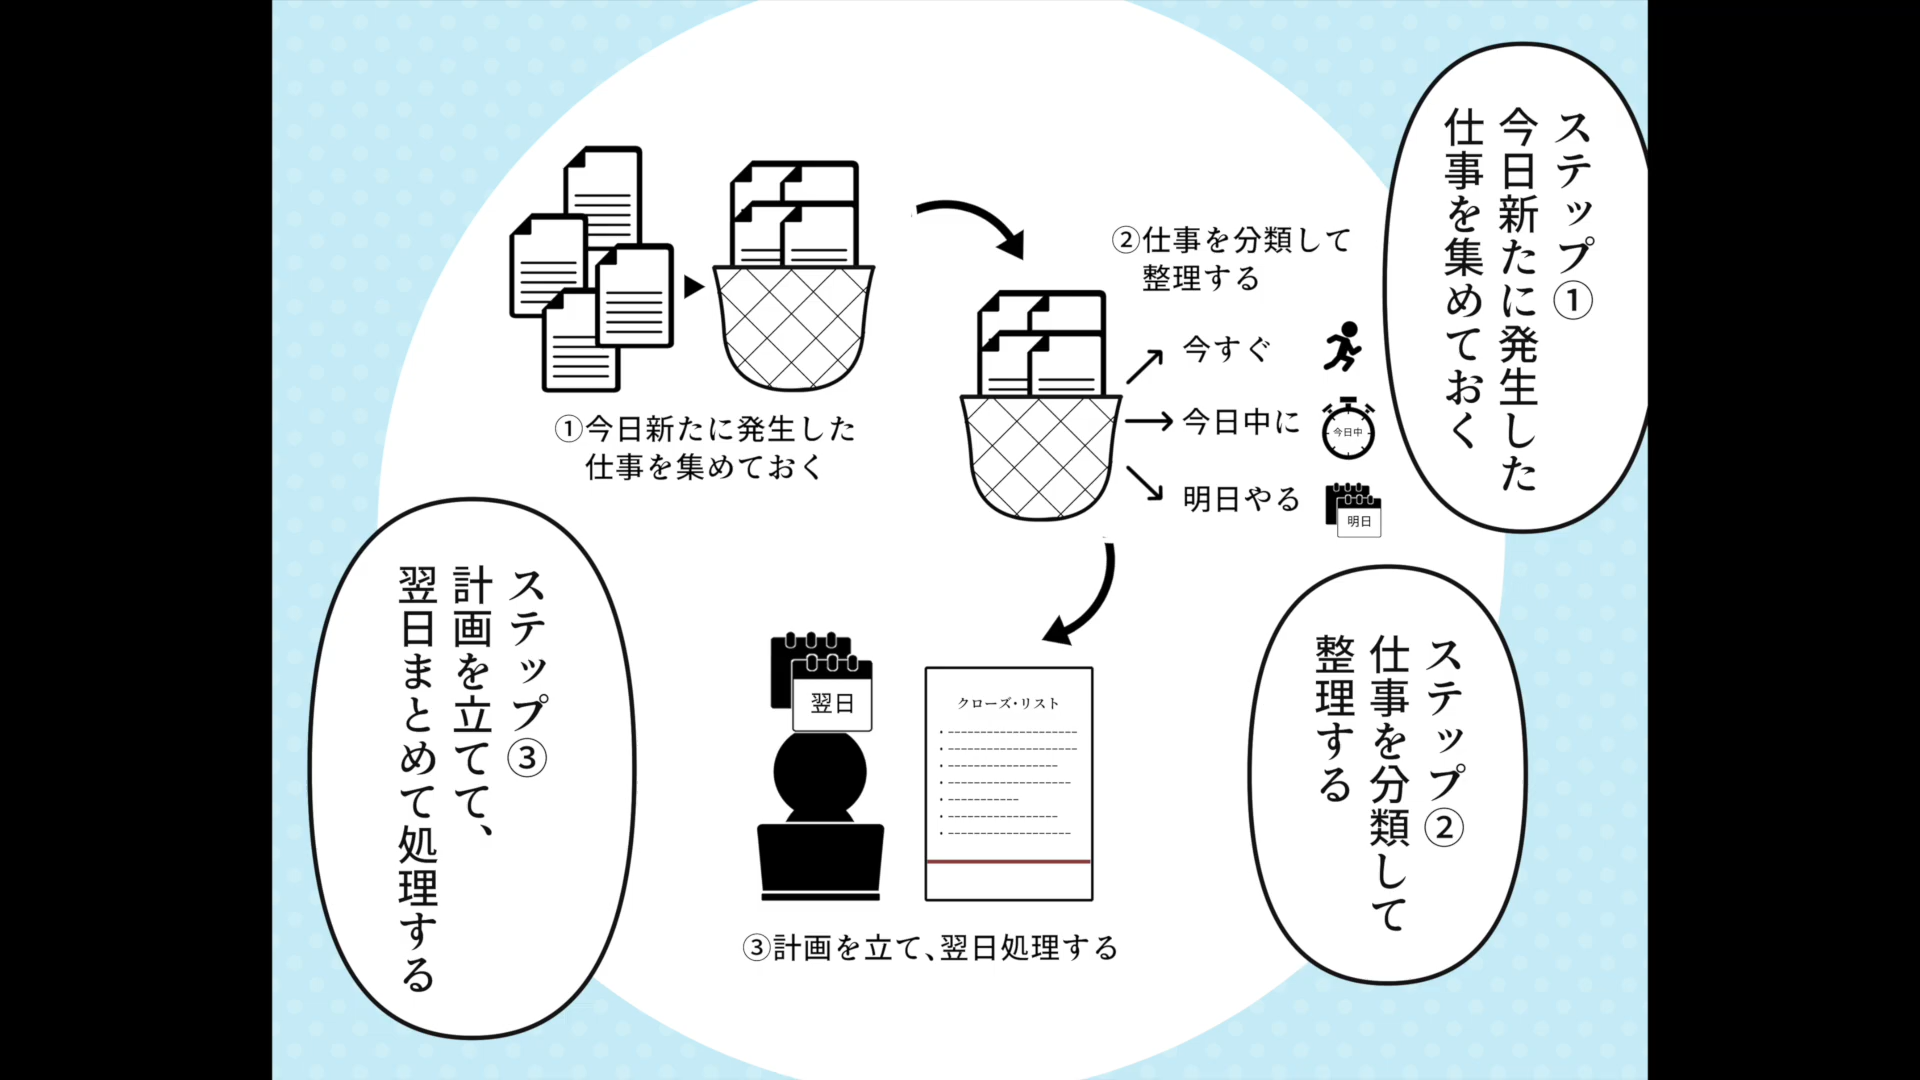 ステップ①
今日新たに発生した
仕事を集めておく
①今日新たに発生した
仕事を集めておく
②仕事を分類して
整理する
今すぐ
今日中に
今日中
明日やる
明日
ステップ②
仕事を分類して
整理する
ステップ③
計画を立てて、
翌日まとめて処理する
翌日
クローズ・リスト
③計画を立て、翌日処理する